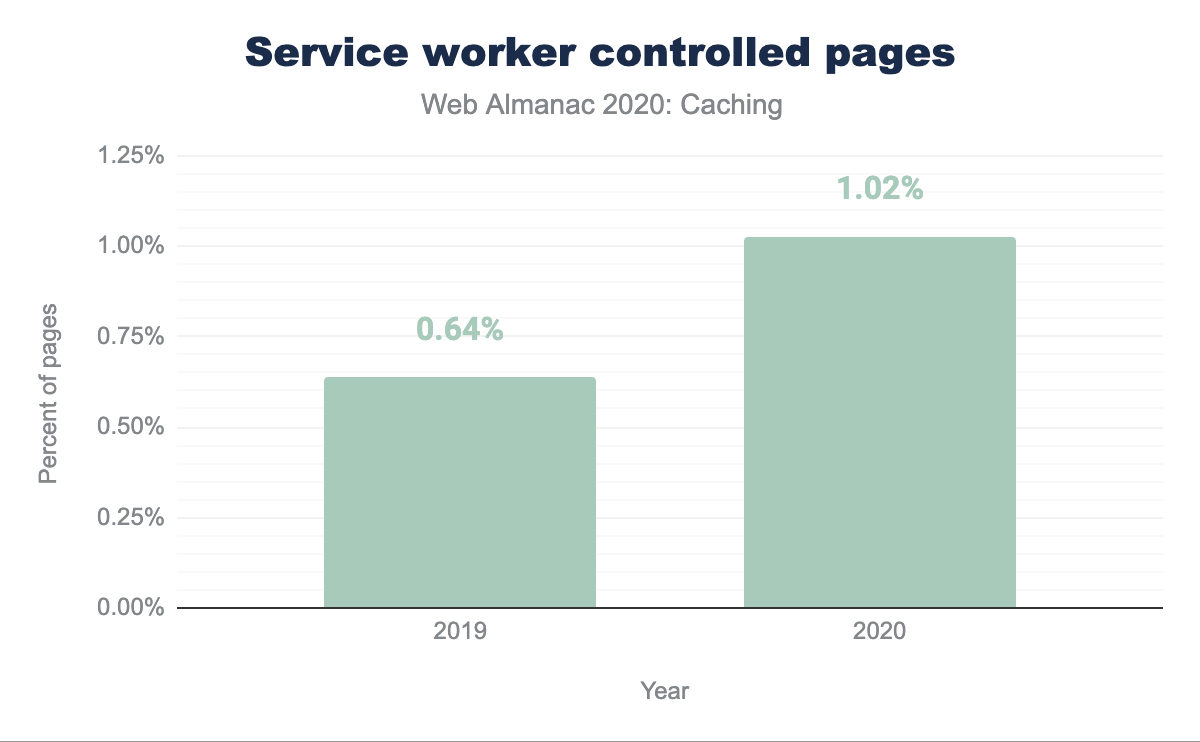 Service worker controlled pages
Web Almanac 2020: Caching
Percent of pages
1.25%
1.00%
0.75%
0.50%
0.25%
0.00%
0.64%
1.02%
2019
2020
Year